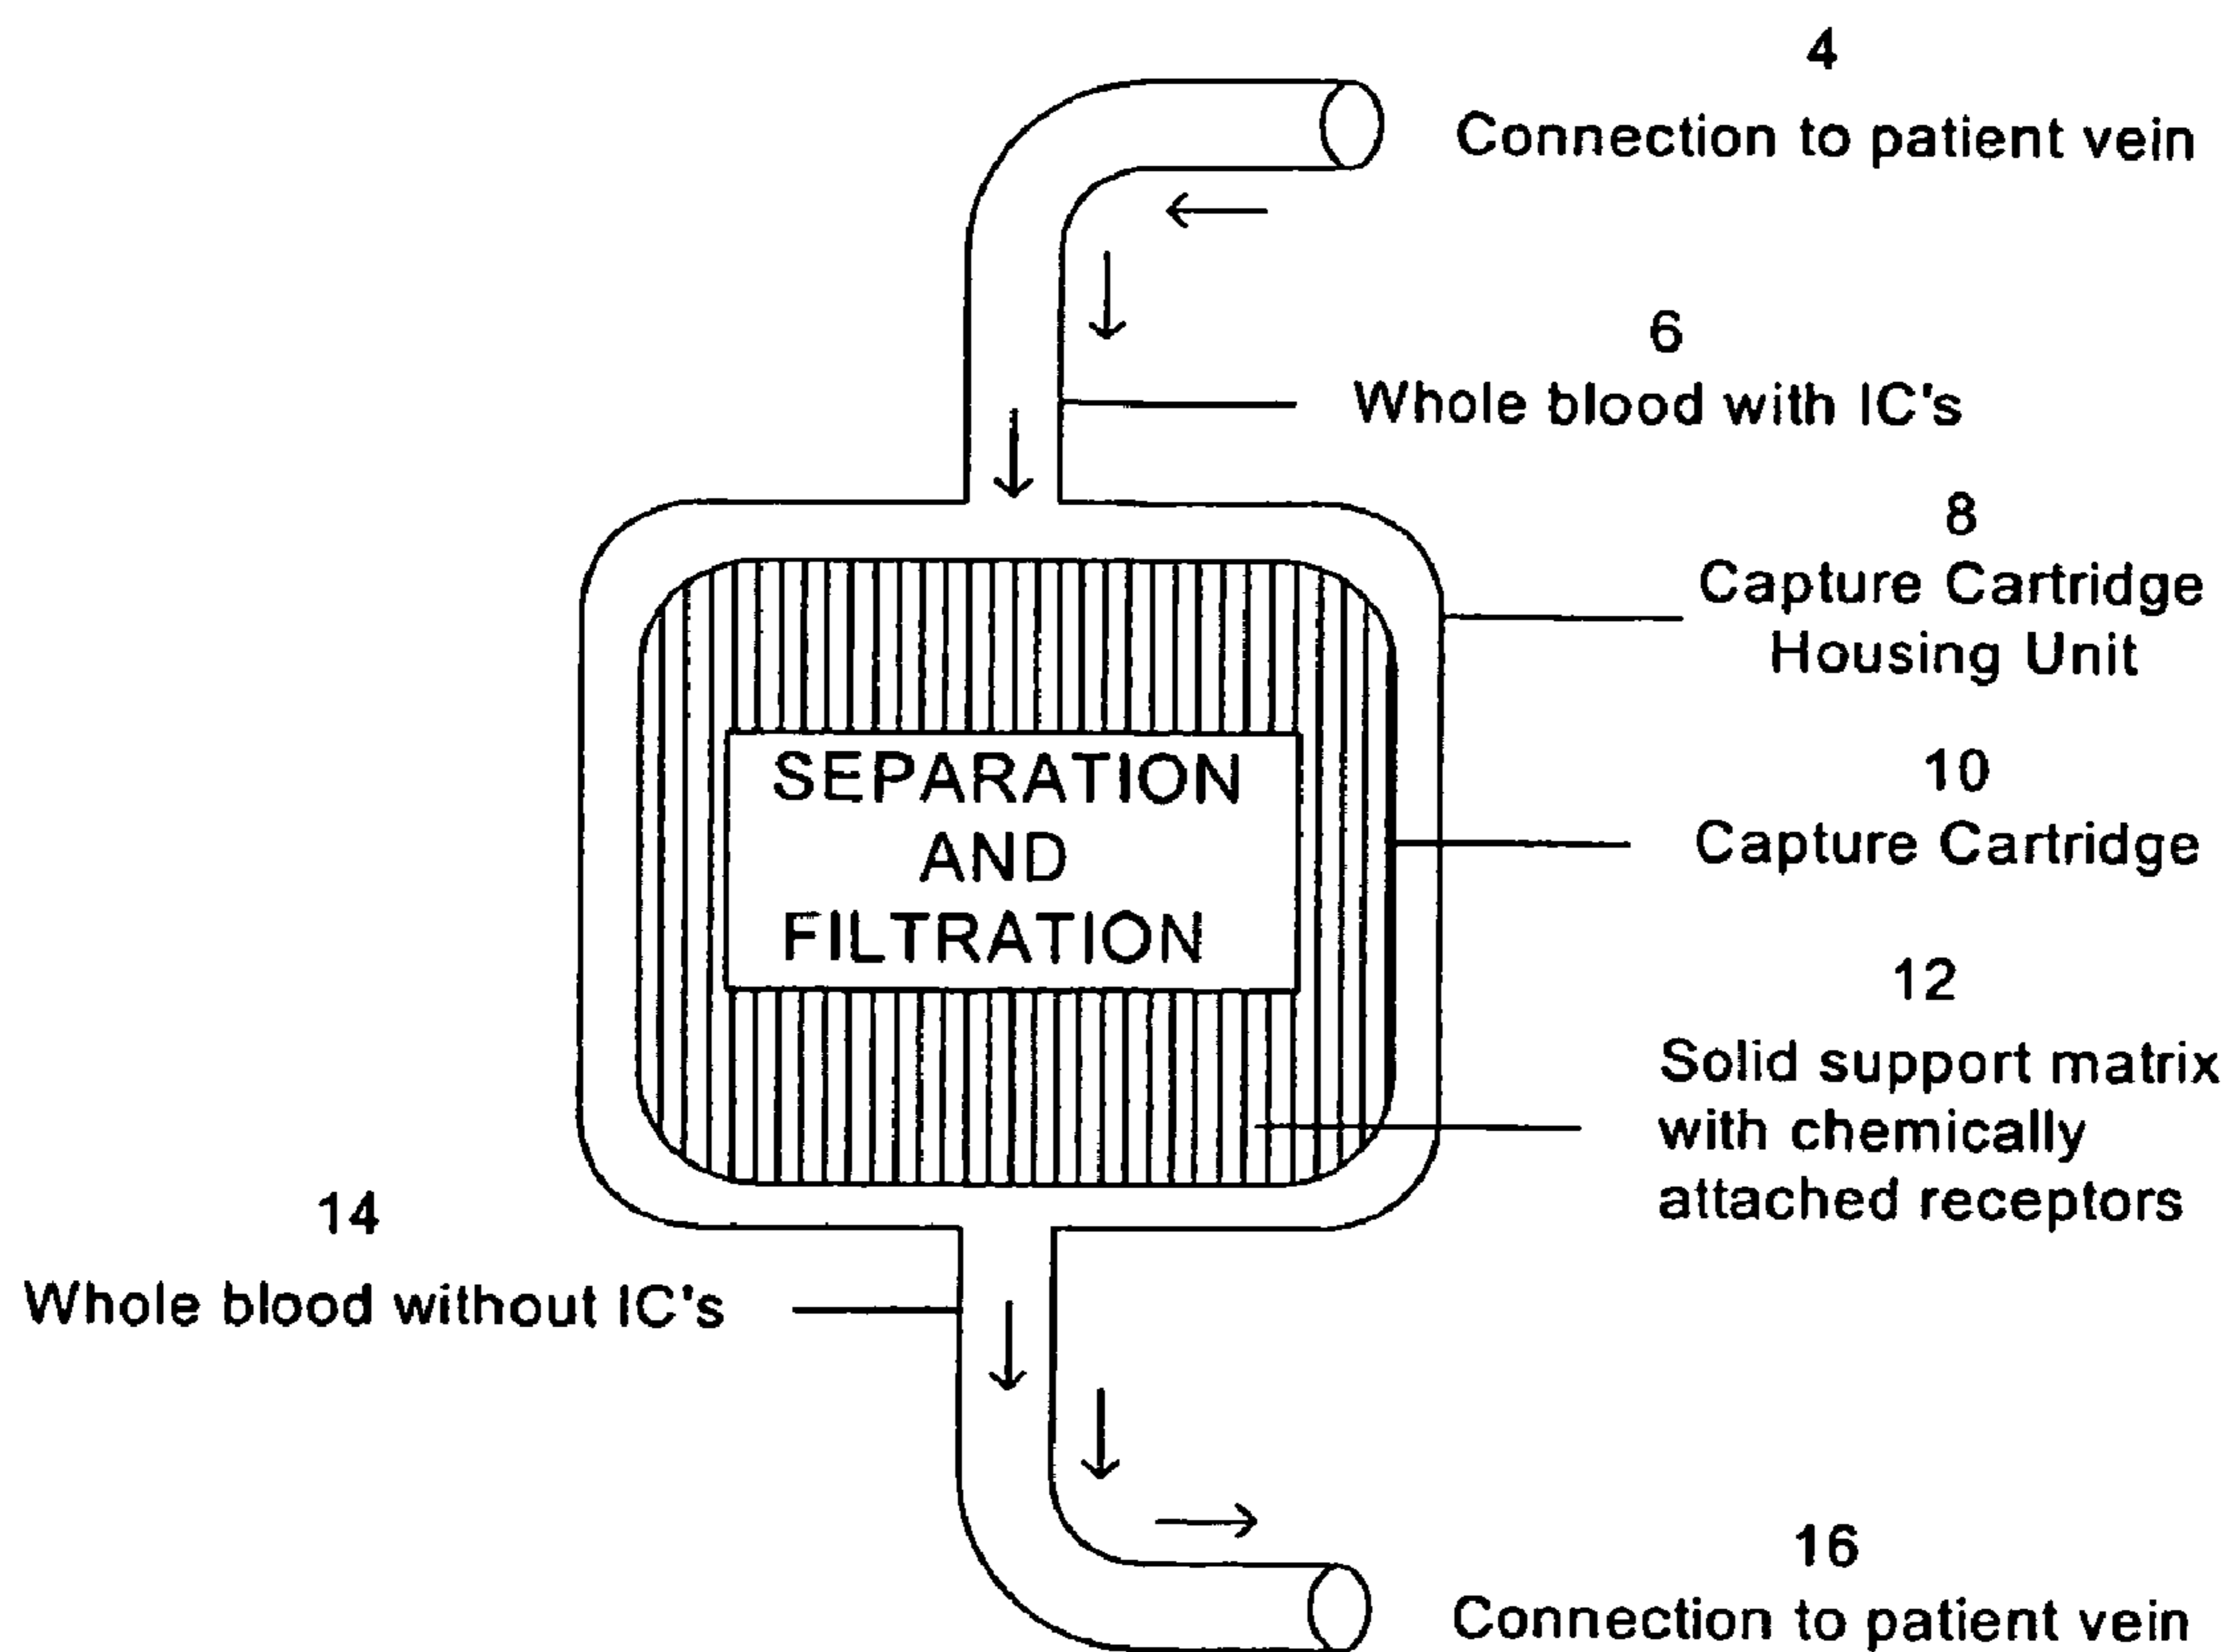 4
Connection to patient vein
6
Whole blood with IC's
8
Capture Cartridge
Housing Unit
SEPARATION
AND
FILTRATION
10
Capture Cartridge
12
Solid support matrix
with chemically
attached receptors
14
Whole blood without IC's
16
Connection to patient vein